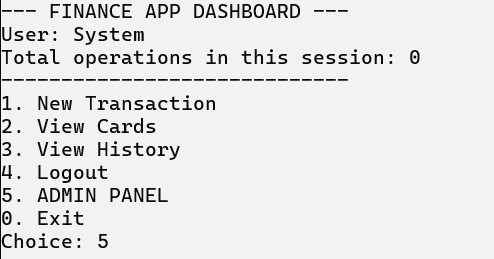 --- FINANCE APP DASHBOARD ---
User: System
Total operations in this session: 0
-----------------------------
1. New Transaction
2. View Cards
3. View History
4. Logout
5. ADMIN PANEL
0. Exit
Choice: 5